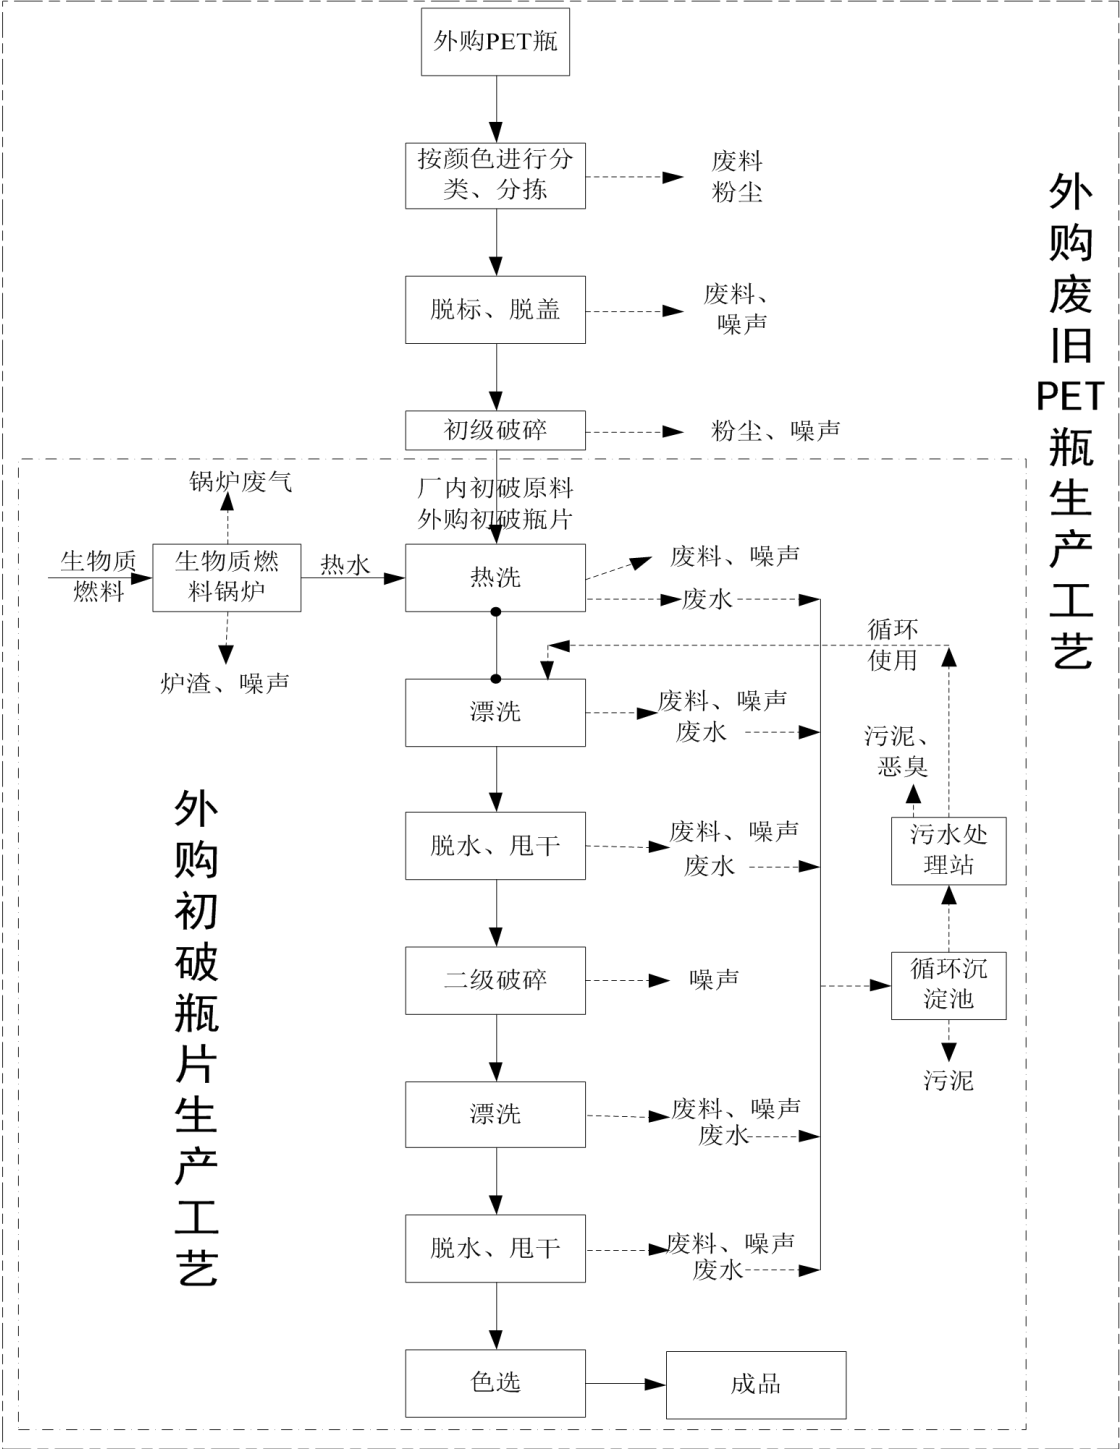 外购PET瓶
按颜色进行分
类、分拣
废料
粉尘
脱标、脱盖
废料、
噪声
初级破碎
粉尘、噪声
外
购
废
旧
PET
瓶
生
产
工
艺
锅炉废气
厂内初破原料
外购初破瓶片
生物质
燃料
生物质燃
料锅炉
热水
热洗
废料、噪声
废水
炉渣、噪声
循环
使用
漂洗
废料、噪声
废水
污泥、
恶臭
外
购
初
破
瓶
片
生
产
工
艺
脱水、甩干
废料、噪声
废水
污水处
理站
二级破碎
噪声
循环沉
淀池
污泥
漂洗
废料、噪声
废水
脱水、甩干
废料、噪声
废水
色选
成品